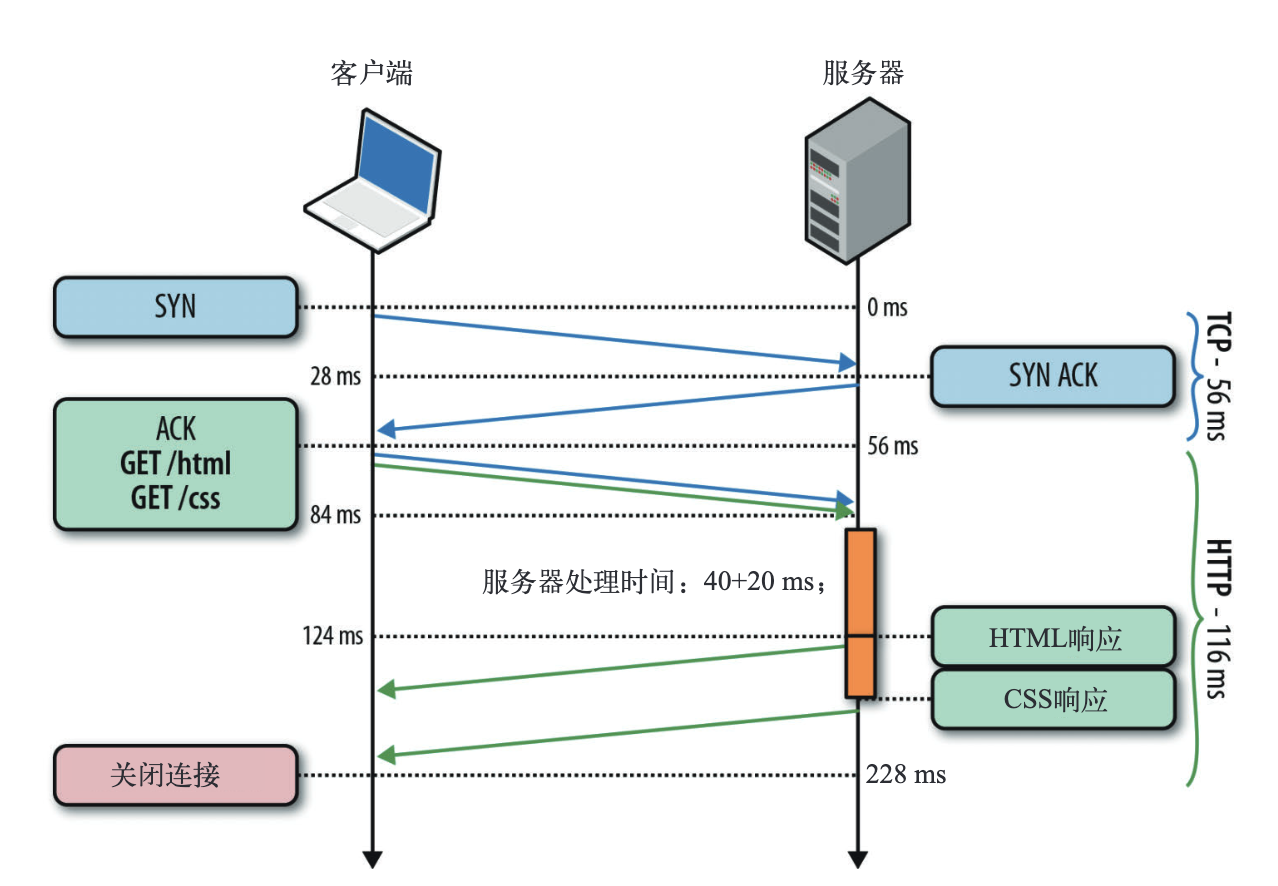 客户端
服务器
SYN
0 ms
28 ms
SYN ACK
TCP - 56 ms
ACK
GET /html
GET /css
56 ms
84 ms
服务器处理时间：40+20 ms；
124 ms
HTML响应
CSS响应
HTTP - 116 ms
关闭连接
228 ms